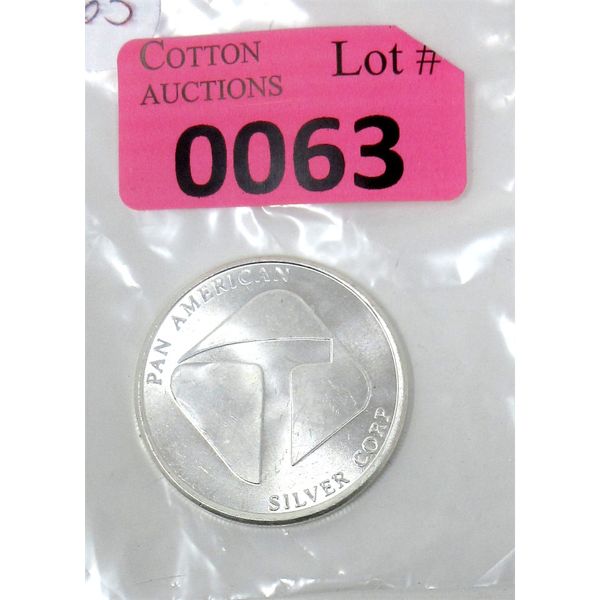 COTTON Lot #
AUCTIONS
0063
PAN AMERICAN
SILVER CORP